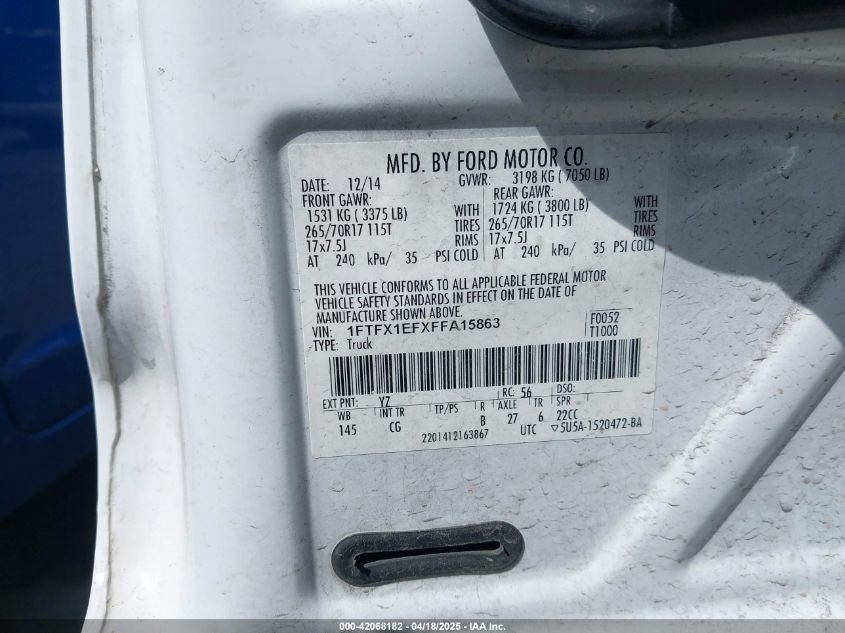 MFD. BY FORD MOTOR CO.
DATE: 12/14 GVWR: 3198 KG ( 7050 LB)
FRONT GAWR: REAR GAWR:
1531 KG ( 3375 LB) WITH 1724 KG ( 3800 LB) WITH
265/70R17 115T TIRES 265/70R17 115T TIRES
17x7.5J RIMS 17x7.5J RIMS
AT 240 kPa/ 35 PSI COLD AT 240 kPa/ 35 PSI COLD
THIS VEHICLE CONFORMS TO ALL APPLICABLE FEDERAL MOTOR
VEHICLE SAFETY STANDARDS IN EFFECT ON THE DATE OF
MANUFACTURE SHOWN ABOVE.
VIN: 1FTFX1EFXFFA15863 F0052
TYPE: Truck T1000
EXT PNT: YZ RC: 56 DSO:
WB INT TR TP/PS R AXLE TR SPR
145 CG B 27 6 22CC
2201412163867 UTC ▽5U5A-1520472-BA
000-42068182 | 04/18/2025 - IAA Inc.